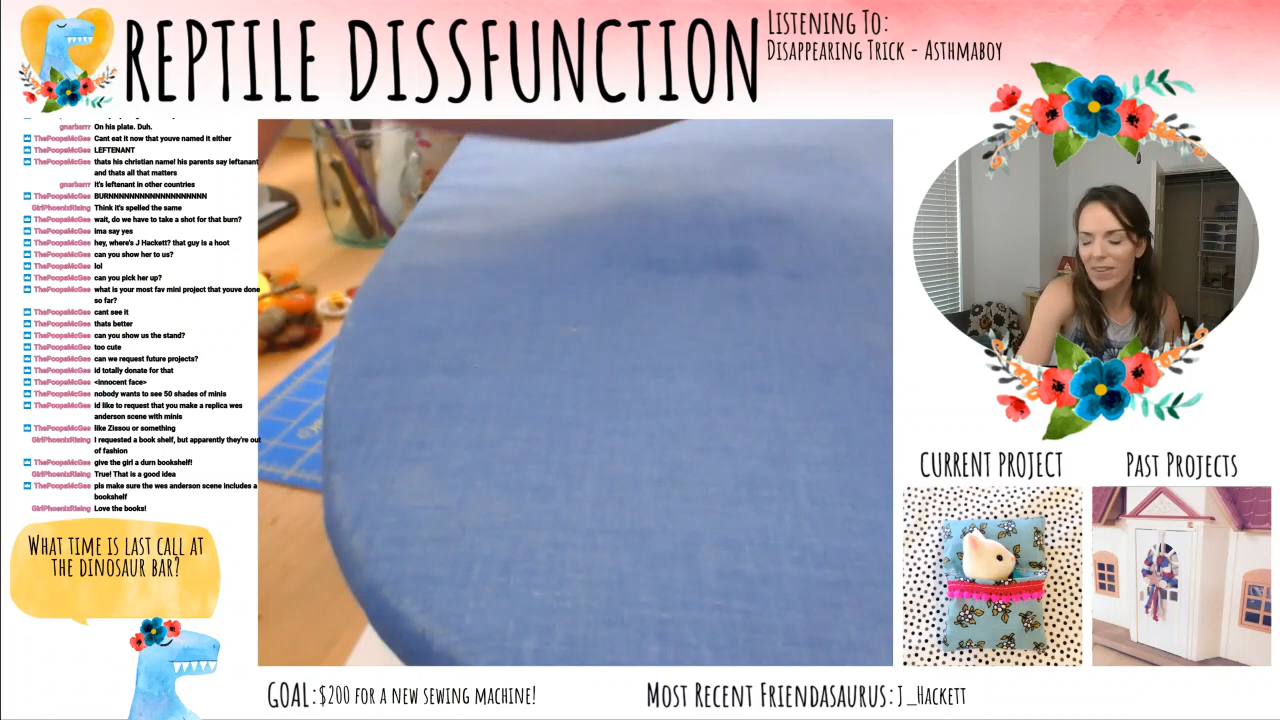 REPTILE DISSFUNCTION
LISTENING TO:
DISAPPEARING TRICK - ASTHMABOY
gnarbarrr On his plate. Duh.
ThePoopsMcGee Cant eat it now that youve named it either
ThePoopsMcGee LEFTENANT
ThePoopsMcGee thats his christian name! his parents say leftanant
and thats all that matters
gnarbarrr It's leftenant in other countries
ThePoopsMcGee BURNNNNNNNNNNNNNNNNNNN
GirlPhoenixRising Think it's spelled the same
ThePoopsMcGee wait, do we have to take a shot for that burn?
ThePoopsMcGee ima say yes
ThePoopsMcGee hey, where's J Hackett? that guy is a hoot
ThePoopsMcGee can you show her to us?
ThePoopsMcGee lol
ThePoopsMcGee can you pick her up?
ThePoopsMcGee what is your most fav mini project that youve done
so far?
ThePoopsMcGee cant see it
ThePoopsMcGee thats better
ThePoopsMcGee can you show us the stand?
ThePoopsMcGee too cute
ThePoopsMcGee can we request future projects?
ThePoopsMcGee id totally donate for that
ThePoopsMcGee <innocent face>
ThePoopsMcGee nobody wants to see 50 shades of minis
ThePoopsMcGee id like to request that you make a replica wes
anderson scene with minis
ThePoopsMcGee like Zissou or something
GirlPhoenixRising I requested a book shelf, but apparently they're out
of fashion
ThePoopsMcGee give the girl a durn bookshelf!
GirlPhoenixRising True! That is a good idea
ThePoopsMcGee pls make sure the wes anderson scene includes a
bookshelf
GirlPhoenixRising Love the books!
WHAT TIME IS LAST CALL AT
THE DINOSAUR BAR?
CURRENT PROJECT
PAST PROJECTS
GOAL: $200 FOR A NEW SEWING MACHINE!
MOST RECENT FRIENDASAURUS: J_HACKETT